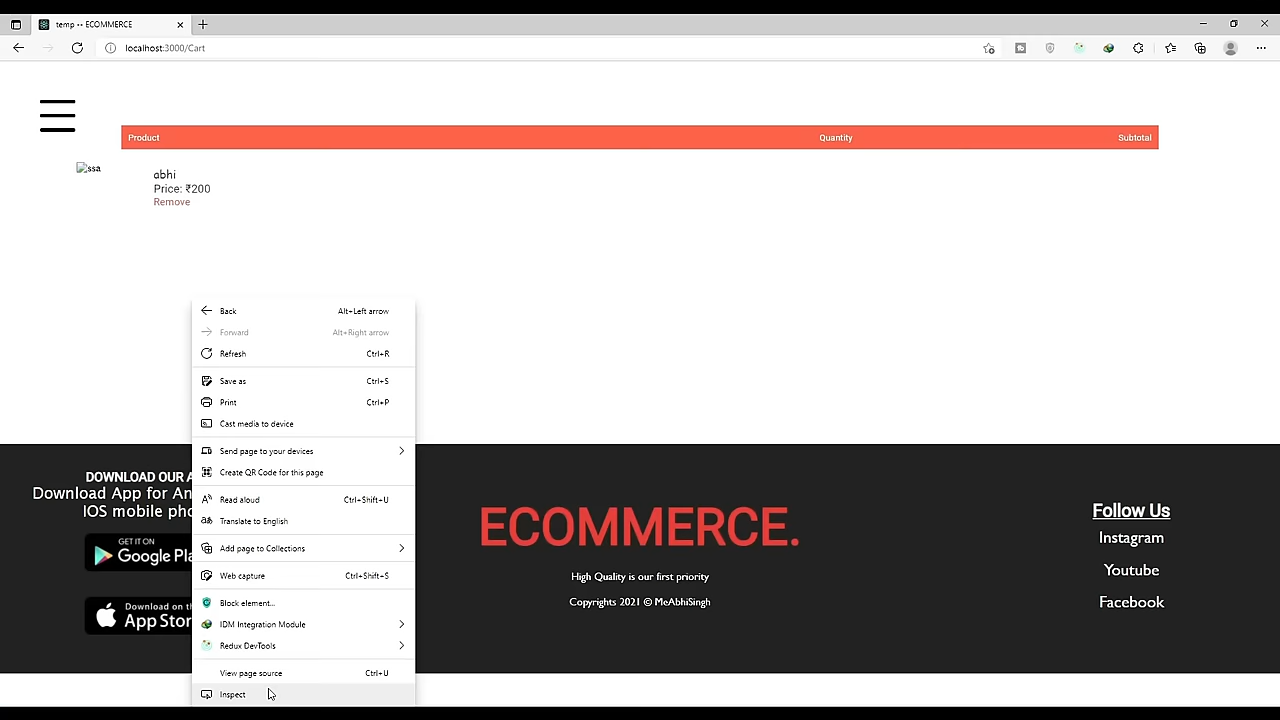 temp -- ECOMMERCE
localhost:3000/Cart
Product Quantity Subtotal
ssa
abhi
Price: ₹200
Remove
Back Alt+Left arrow
Forward Alt+Right arrow
Refresh Ctrl+R
Save as Ctrl+S
Print Ctrl+P
Cast media to device
Send page to your devices
Create QR Code for this page
Read aloud Ctrl+Shift+U
Translate to English
Add page to Collections
Web capture Ctrl+Shift+S
Block element...
IDM Integration Module
Redux DevTools
View page source Ctrl+U
Inspect
DOWNLOAD OUR A
Download App for An
IOS mobile pho
GET IT ON
Google Pla
Download on th
App Stor
ECOMMERCE.
High Quality is our first priority
Copyrights 2021 © MeAbhiSingh
Follow Us
Instagram
Youtube
Facebook